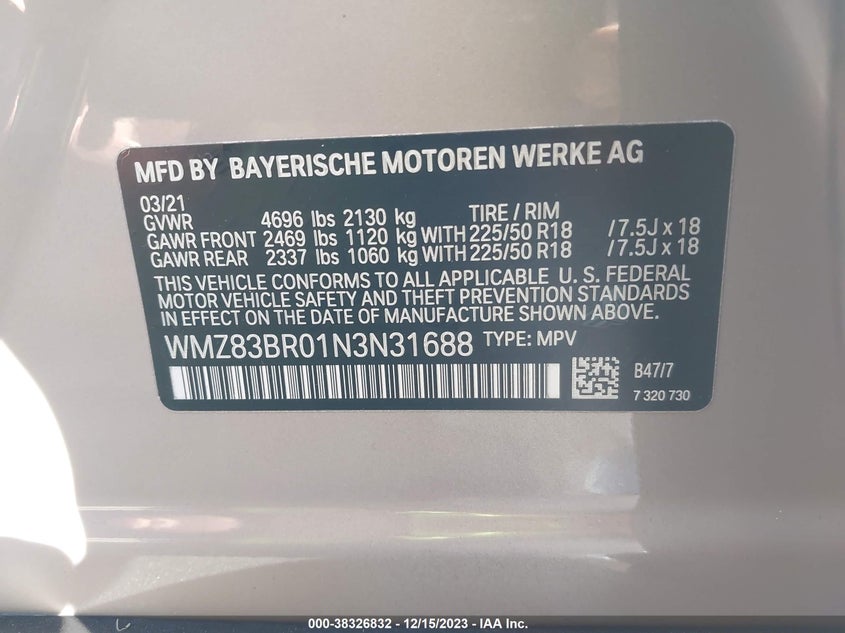 MFD BY BAYERISCHE MOTOREN WERKE AG
03/21
GVWR 4696 lbs 2130 kg TIRE / RIM
GAWR FRONT 2469 lbs 1120 kg WITH 225/50 R18 /7.5J x 18
GAWR REAR 2337 lbs 1060 kg WITH 225/50 R18 /7.5J x 18
THIS VEHICLE CONFORMS TO ALL APPLICABLE U. S. FEDERAL
MOTOR VEHICLE SAFETY AND THEFT PREVENTION STANDARDS
IN EFFECT ON THE DATE OF MANUFACTURE SHOWN ABOVE.
WMZ83BR01N3N31688 TYPE: MPV
B47/7
7 320 730
000-38326832 - 12/15/2023 - IAA Inc.